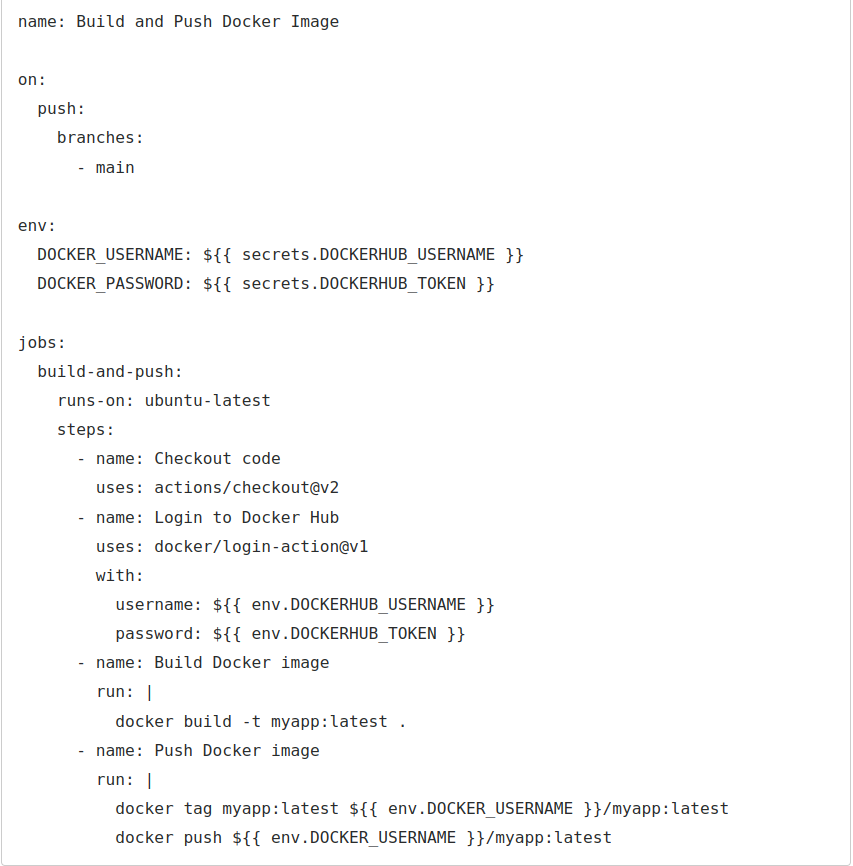 name: Build and Push Docker Image
on:
  push:
    branches:
      - main
env:
  DOCKER_USERNAME: ${{ secrets.DOCKERHUB_USERNAME }}
  DOCKER_PASSWORD: ${{ secrets.DOCKERHUB_TOKEN }}
jobs:
  build-and-push:
    runs-on: ubuntu-latest
    steps:
      - name: Checkout code
        uses: actions/checkout@v2
      - name: Login to Docker Hub
        uses: docker/login-action@v1
        with:
          username: ${{ env.DOCKERHUB_USERNAME }}
          password: ${{ env.DOCKERHUB_TOKEN }}
      - name: Build Docker image
        run: |
          docker build -t myapp:latest .
      - name: Push Docker image
        run: |
          docker tag myapp:latest ${{ env.DOCKER_USERNAME }}/myapp:latest
          docker push ${{ env.DOCKER_USERNAME }}/myapp:latest